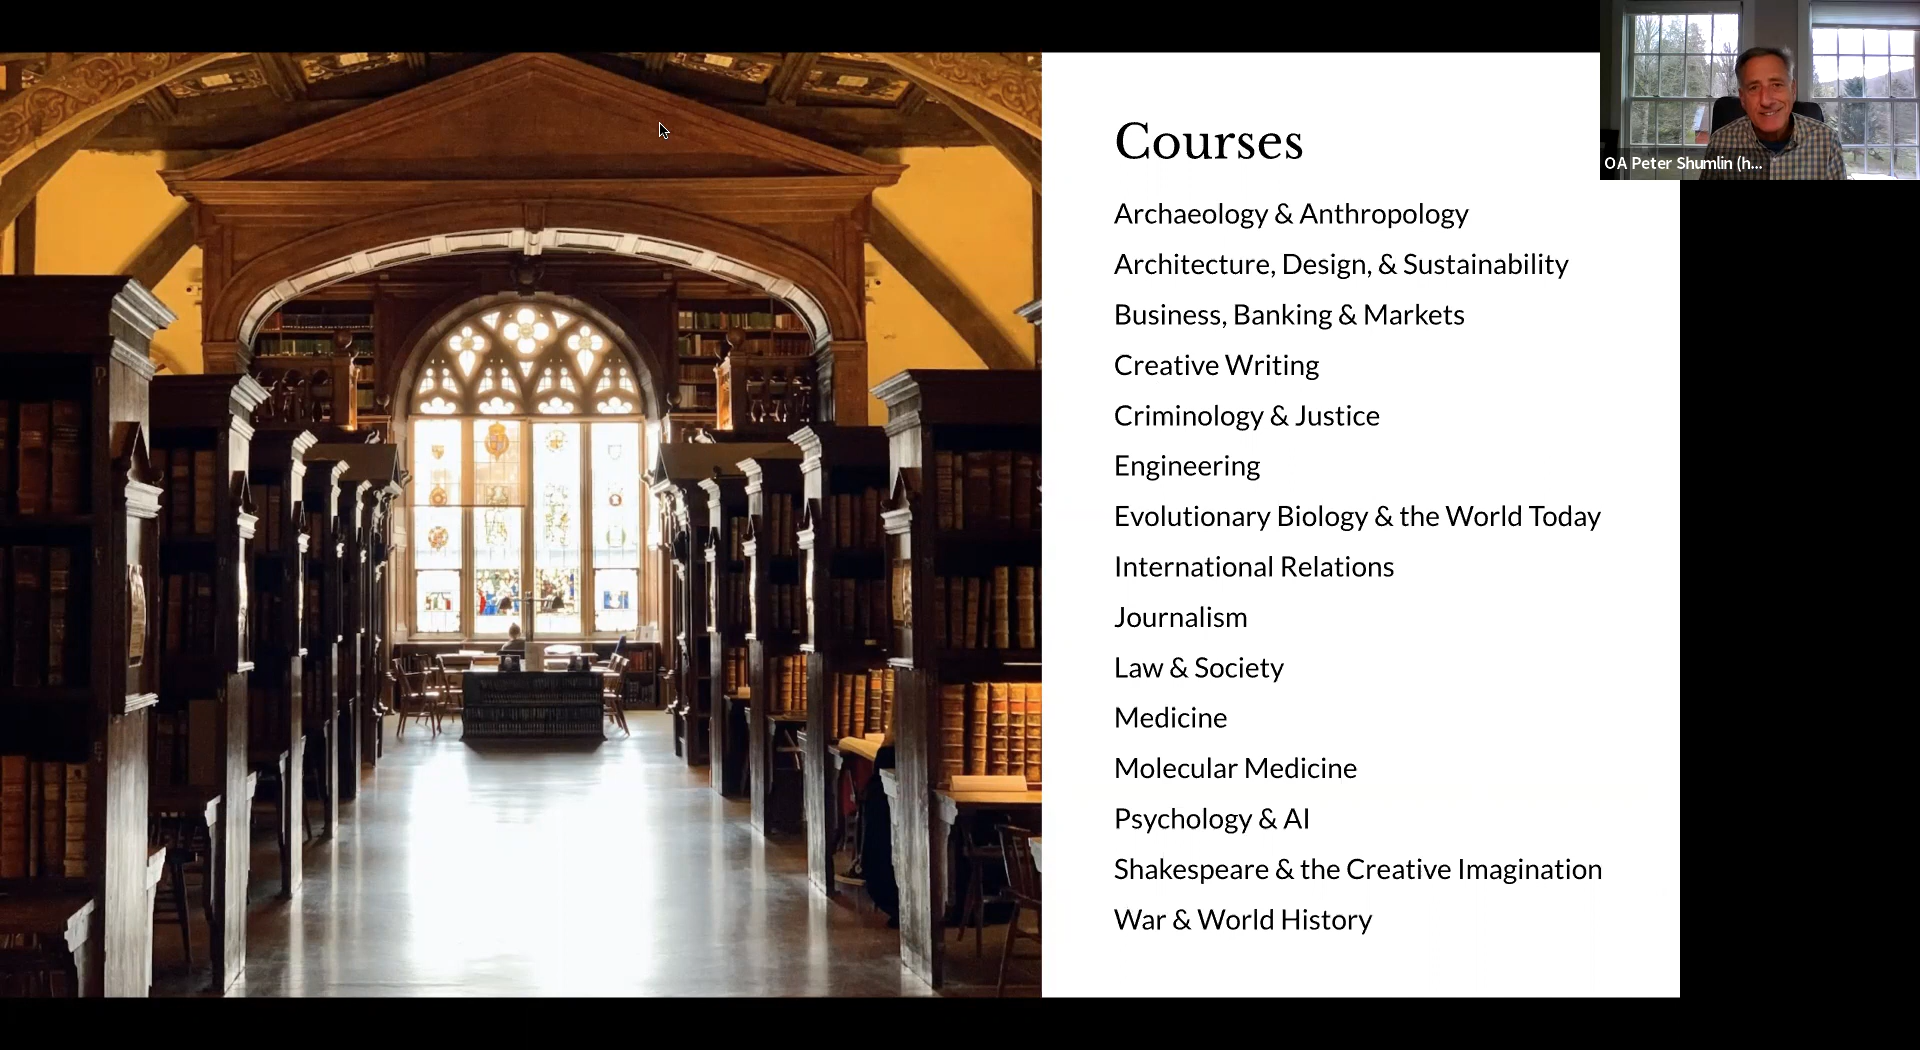 Courses
Archaeology & Anthropology
Architecture, Design, & Sustainability
Business, Banking & Markets
Creative Writing
Criminology & Justice
Engineering
Evolutionary Biology & the World Today
International Relations
Journalism
Law & Society
Medicine
Molecular Medicine
Psychology & AI
Shakespeare & the Creative Imagination
War & World History
OA Peter Shumlin (h...